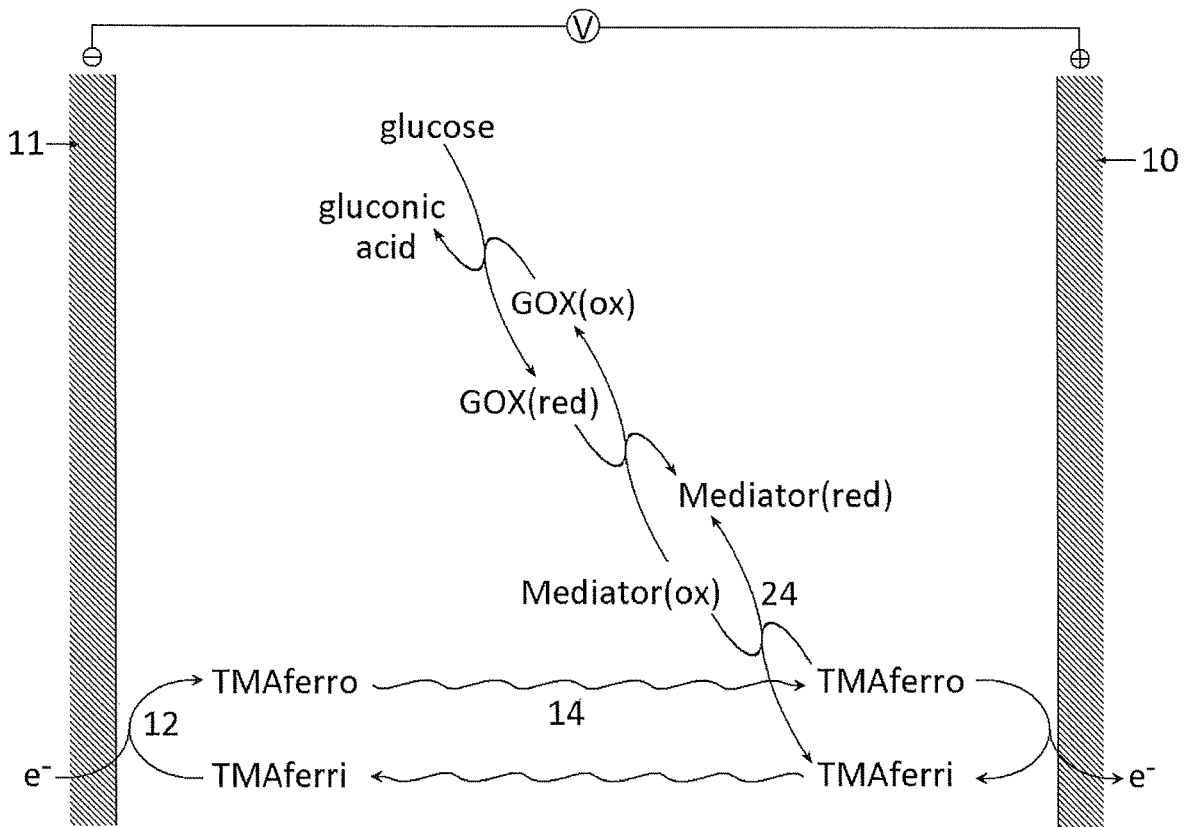 V
⊖
⊕
glucose
11
10
gluconic
acid
GOX(ox)
GOX(red)
Mediator(red)
Mediator(ox)
24
TMAferro
TMAferro
12
14
e-
TMAferri
TMAferri
e-